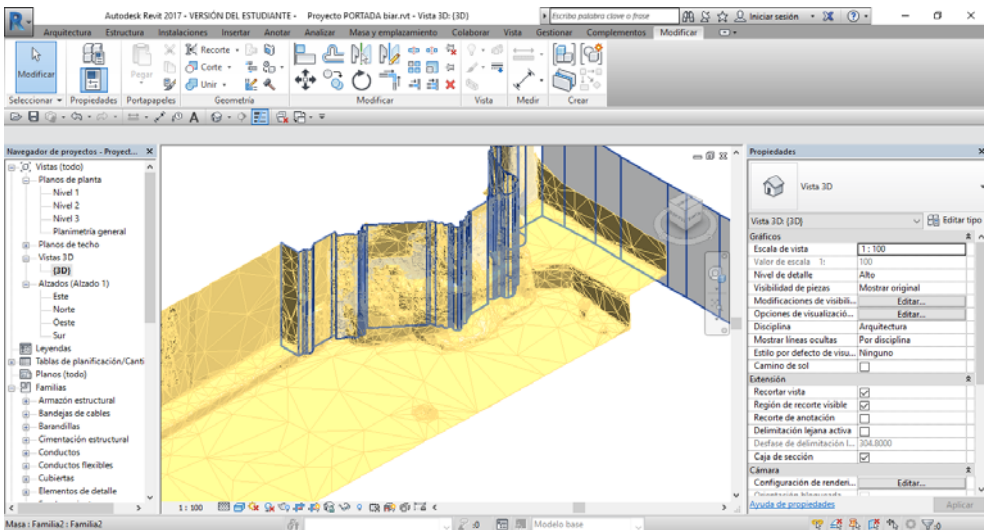 Autodesk Revit 2017 - VERSIÓN DEL ESTUDIANTE - Proyecto PORTADA biar.rvt - Vista 3D: {3D}
Escriba palabra clave o frase
Iniciar sesión
Arquitectura Estructura Instalaciones Insertar Anotar Analizar Masa y emplazamiento Colaborar Vista Gestionar Complementos Modificar
Modificar
Pegar
Recorte
Corte
Unir
Seleccionar Propiedades Portapapeles Geometría Modificar Vista Medir Crear
Navegador de proyectos - Proyect...
Vistas (todo)
Planos de planta
Nivel 1
Nivel 2
Nivel 3
Planimetría general
Planos de techo
Vistas 3D
{3D}
Alzados (Alzado 1)
Este
Norte
Oeste
Sur
Leyendas
Tablas de planificación/Canti
Planos (todo)
Familias
Armazón estructural
Bandejas de cables
Barandillas
Cimentación estructural
Conductos
Conductos flexibles
Cubiertas
Elementos de detalle
Propiedades
Vista 3D
Vista 3D: {3D} Editar tipo
Gráficos
Escala de vista 1 : 100
Valor de escala 1: 100
Nivel de detalle Alto
Visibilidad de piezas Mostrar original
Modificaciones de visibili... Editar...
Opciones de visualizació... Editar...
Disciplina Arquitectura
Mostrar líneas ocultas Por disciplina
Estilo por defecto de visu... Ninguno
Camino de sol
Extensión
Recortar vista
Región de recorte visible
Recorte de anotación
Delimitación lejana activa
Desfase de delimitación l... 304.8000
Caja de sección
Cámara
Configuración de renderi... Editar...
Ayuda de propiedades Aplicar
1 : 100
Masa : Familia2 : Familia2
:0
Modelo base
:0